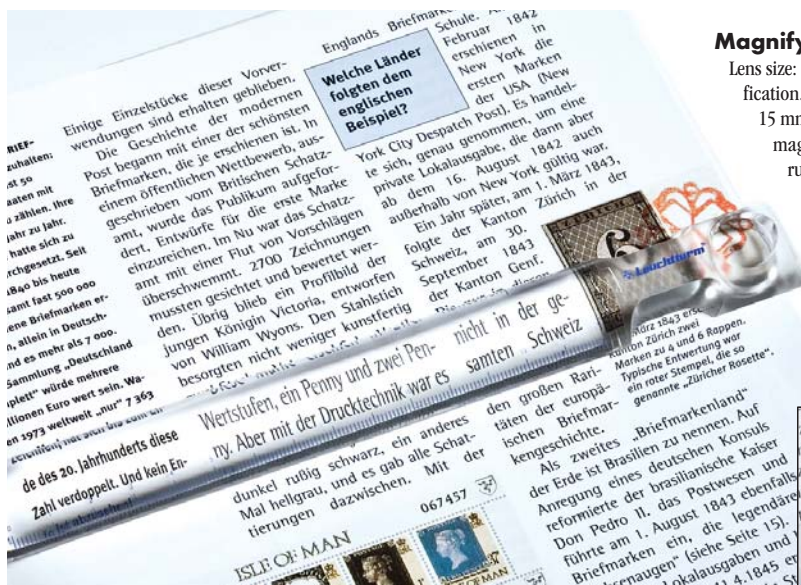 Magnify
Lens size:
fication,
15 mm
mag
ru
BRIEF-
zuhalten:
st 50
aaten mit
u zählen. Ihre
Jahr zu Jahr.
hatte sich zu
rchgesetzt. Seit
1840 bis heute
samt fast 500 000
ene Briefmarken er-
, allein in Deutsch-
nd es mehr als 7 000.
Sammlung „Deutschland
plett“ würde mehrere
llionen Euro wert sein. Wa-
en 1973 weltweit „nur“ 7 363
de des 20. Jahrhunderts diese
Zahl verdoppelt. Und kein En-
Einige Einzelstücke dieser Vorver-
wendungen sind erhalten geblieben.
Die Geschichte der modernen
Post begann mit einer der schönsten
Briefmarken, die je erschienen ist. In
einem öffentlichen Wettbewerb, aus-
geschrieben vom Britischen Schatz-
amt, wurde das Publikum aufgefor-
dert, Entwürfe für die erste Marke
einzureichen. Im Nu war das Schatz-
amt mit einer Flut von Vorschlägen
überschwemmt. 2700 Zeichnungen
mussten gesichtet und bewertet wer-
den. Übrig blieb ein Profilbild der
jungen Königin Victoria, entworfen
von William Wyons. Den Stahlstich
besorgten nicht weniger kunstfertig
Wertstufen, ein Penny und zwei Pen-
ny. Aber mit der Drucktechnik war es
dunkel rußig schwarz, ein anderes
Mal hellgrau, und es gab alle Schat-
tierungen dazwischen. Mit der
067457
ISLE OF MAN
ISLE OF MAN
Welche Länder
folgten dem
englischen
Beispiel?
Englands Briefmarke
Schule.
Februar 1842
erschienen in
New York die
ersten Marken
der USA (New
York City Despatch Post). Es handel-
te sich, genau genommen, um eine
private Lokalausgabe, die dann aber
ab dem 16. August 1842 auch
außerhalb von New York gültig war.
Ein Jahr später, am 1. März 1843,
folgte der Kanton Zürich in der
Schweiz, am 30.
September 1843
der Kanton Genf.
nicht in der ge-
samten Schweiz
den großen Rari-
täten der europä-
ischen Briefmar-
kengeschichte.
Als zweites „Briefmarkenland“
der Erde ist Brasilien zu nennen. Auf
Anregung eines deutschen Konsuls
reformierte der brasilianische Kaiser
Don Pedro II. das Postwesen und
führte am 1. August 1843 ebenfalls
Briefmarken ein, die legendäre
senaugen“ (siehe Seite 15).
okalausgaben und
1845 er
ZÜRICH
6
Leuchtturm
März 1843 ersc
Kanton Zürich zwei
Marken zu 4 und 6 Rappen.
Typische Entwertung war
ein roter Stempel, die so
genannte „Züricher Rosette“.